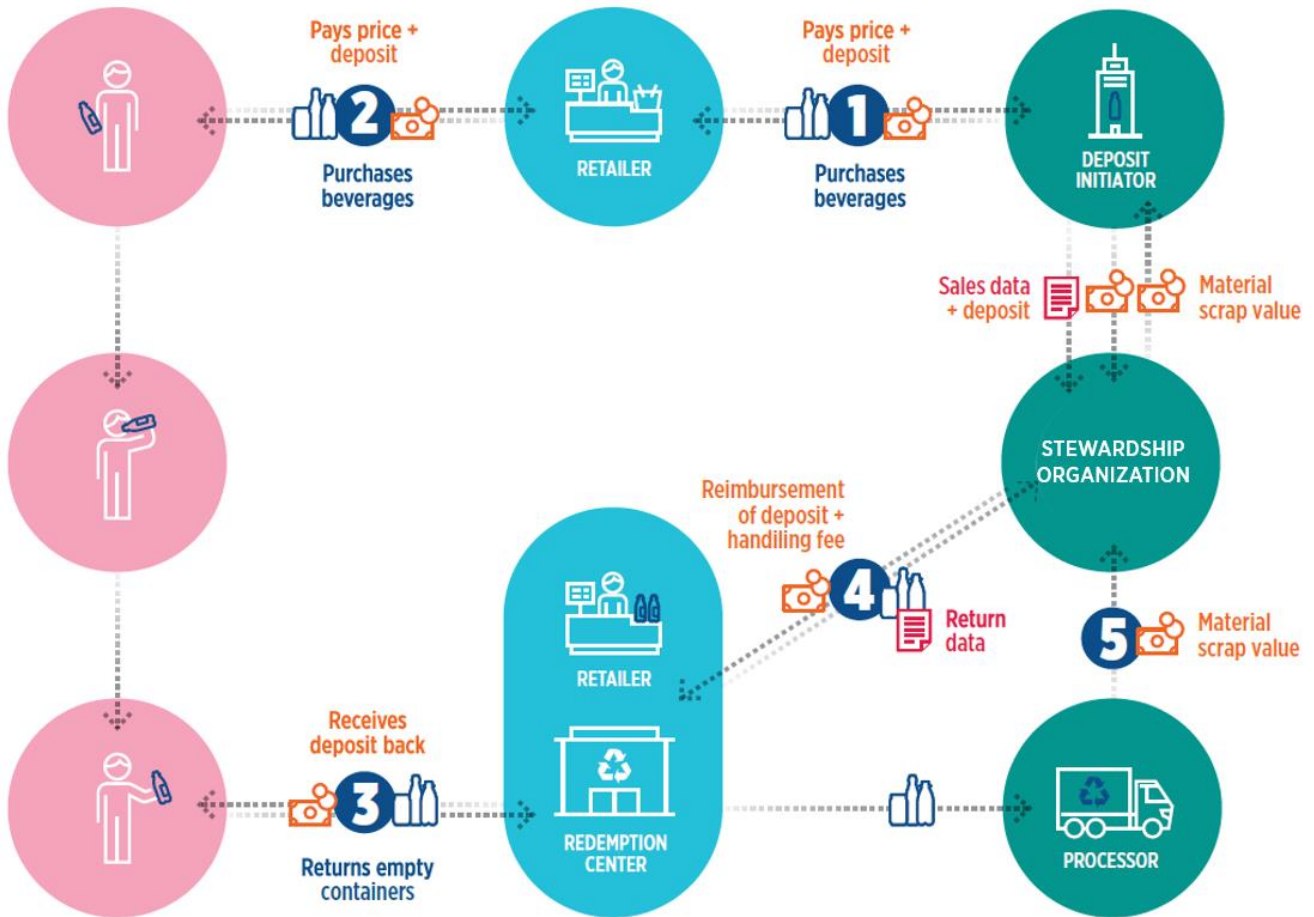 Pays price +
deposit
2
Purchases
beverages
RETAILER
Pays price +
deposit
1
Purchases
beverages
DEPOSIT
INITIATOR
Sales data
+ deposit
Material
scrap value
STEWARDSHIP
ORGANIZATION
Reimbursement
of deposit +
handiling fee
4
Return
data
5
Material
scrap value
RETAILER
Receives
deposit back
3
Returns empty
containers
REDEMPTION
CENTER
PROCESSOR